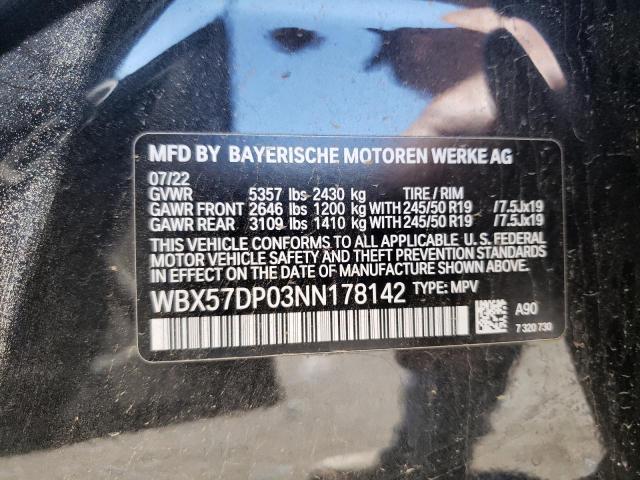 MFD BY BAYERISCHE MOTOREN WERKE AG
07/22
GVWR 5357 lbs-2430 kg TIRE / RIM
GAWR FRONT 2646 lbs 1200 kg WITH 245/50 R19 /7.5Jx19
GAWR REAR 3109 lbs 1410 kg WITH 245/50 R19 /7.5Jx19
THIS VEHICLE CONFORMS TO ALL APPLICABLE U. S. FEDERAL
MOTOR VEHICLE SAFETY AND THEFT PREVENTION STANDARDS
IN EFFECT ON THE DATE OF MANUFACTURE SHOWN ABOVE.
WBX57DP03NN178142 TYPE: MPV
A90
7 320 730